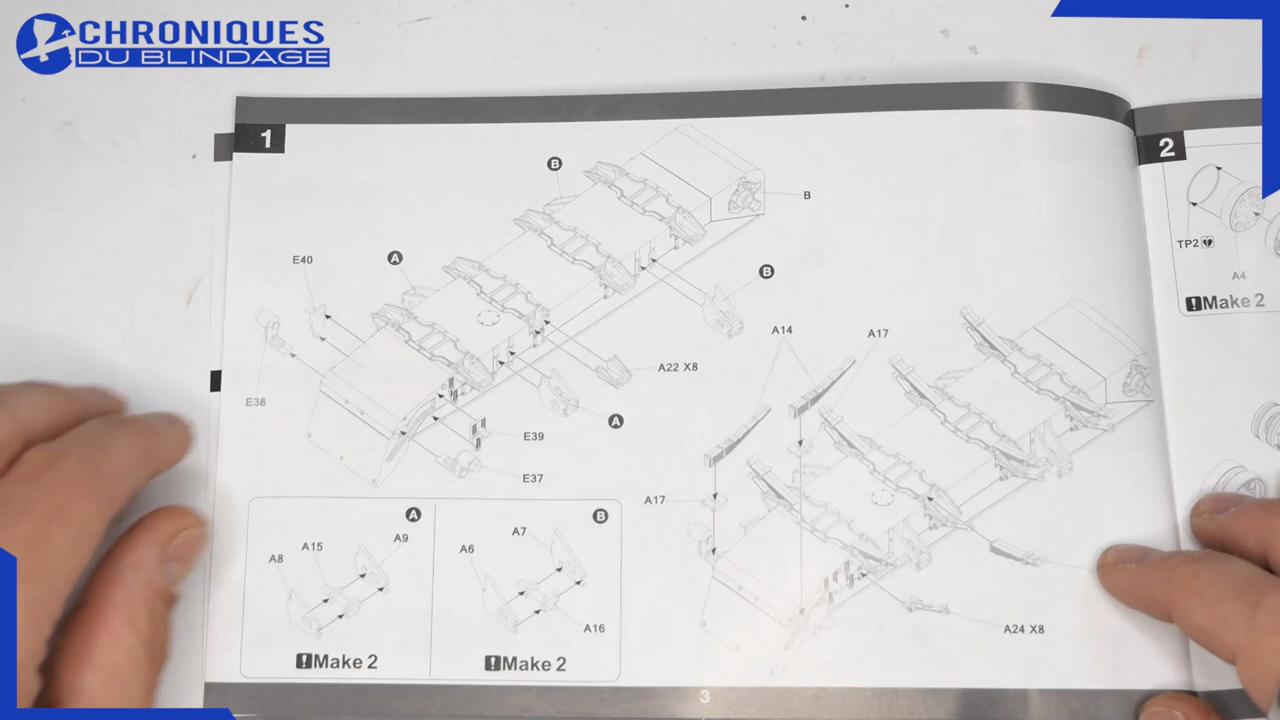 CHRONIQUES
DU BLINDAGE
1
2
B
B
E40
A
B
TP2
A4
Make 2
A14
A17
A22 X8
E38
A
E39
E37
A17
A
B
A8
A15
A9
A6
A7
A16
A24 X8
Make 2
Make 2
3